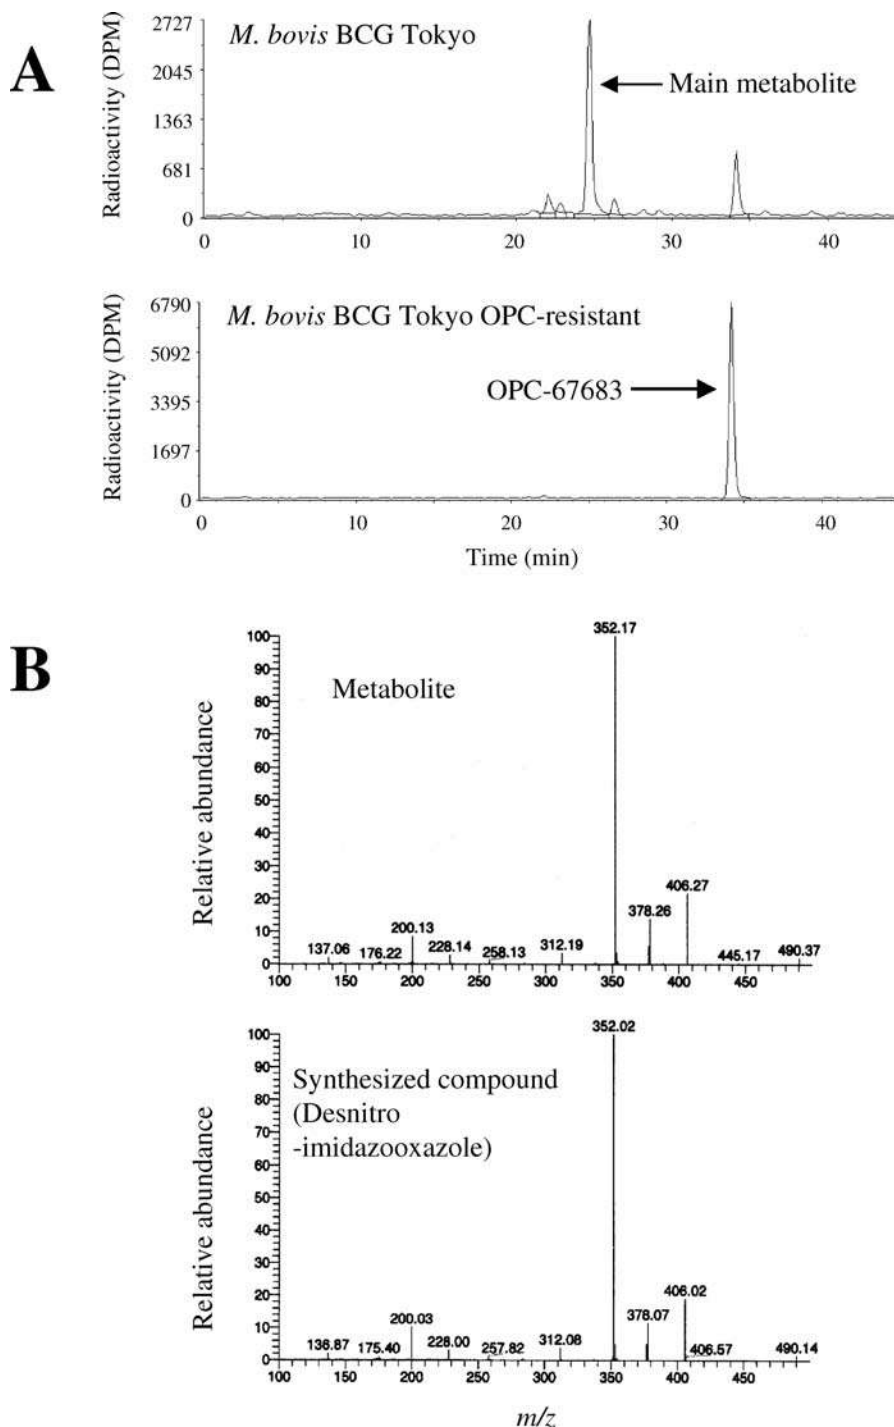 A
M. bovis BCG Tokyo
Main metabolite
Radioactivity (DPM)
2727
2045
1363
681
0
0 10 20 30 40
M. bovis BCG Tokyo OPC-resistant
OPC-67683
Radioactivity (DPM)
6790
5092
3395
1697
0
0 10 20 30 40
Time (min)
B
Metabolite
Relative abundance
100
90
80
70
60
50
40
30
20
10
0
352.17
406.27
378.26
200.13
137.06 176.22 228.14 258.13 312.19 445.17 490.37
100 150 200 250 300 350 400 450
Synthesized compound
(Desnitro
-imidazooxazole)
Relative abundance
100
90
80
70
60
50
40
30
20
10
0
352.02
406.02
378.07
200.03
136.87 175.40 228.00 257.82 312.08 406.57 490.14
100 150 200 250 300 350 400 450
m/z